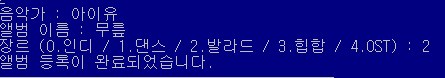 음악가 : 아이유
앨범 이름 : 무릎
장르 (0.인디 / 1.댄스 / 2.발라드 / 3.힙합 / 4.OST) : 2
앨범 등록이 완료되었습니다.